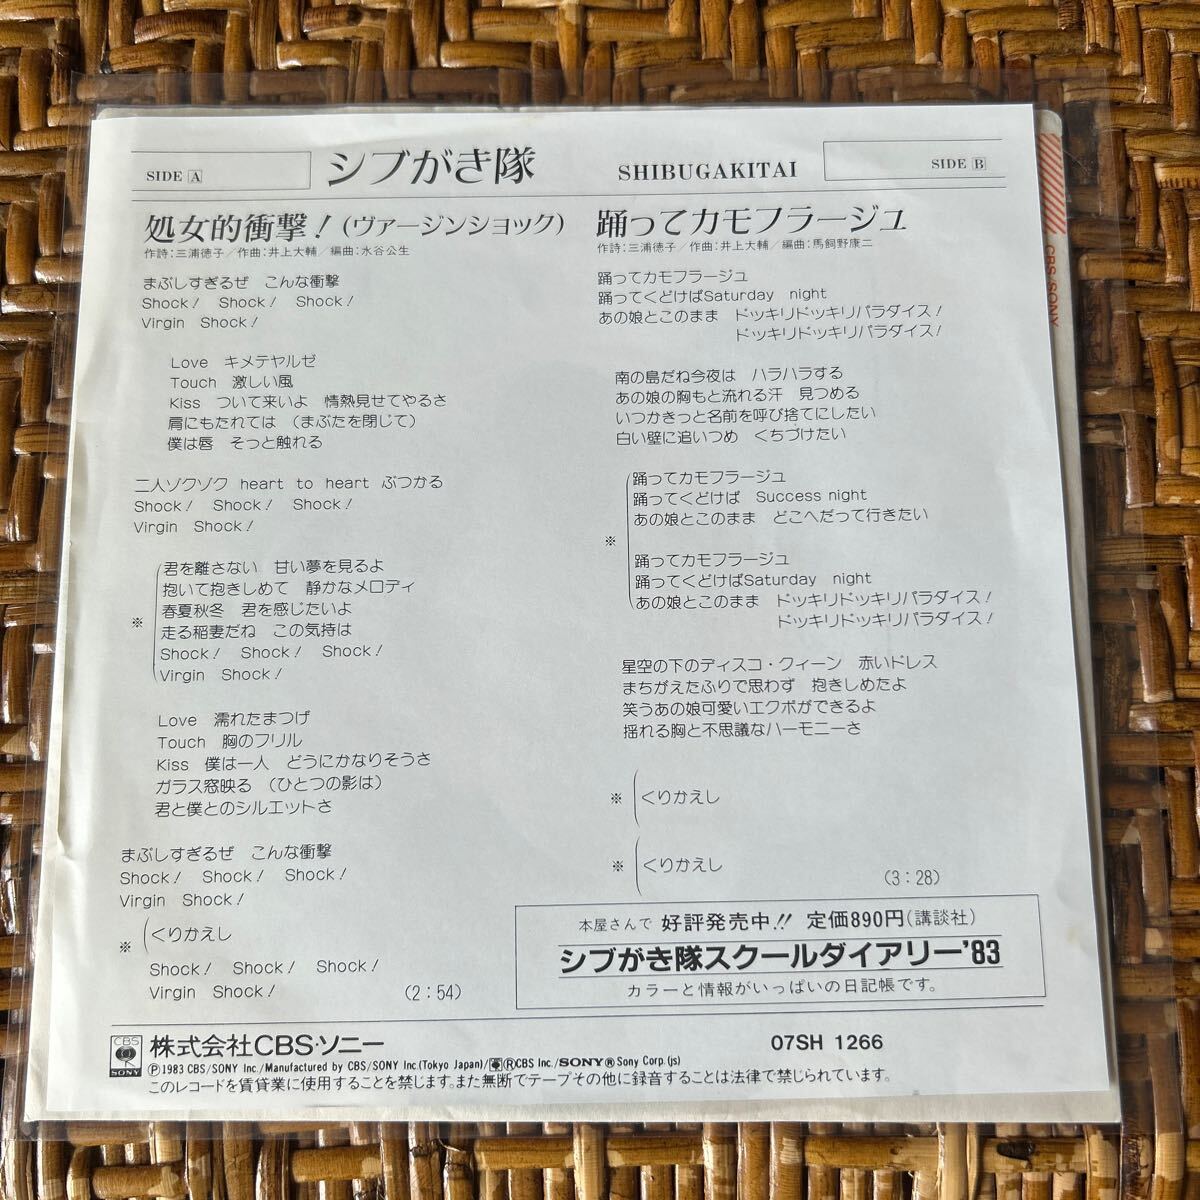 SIDE A
シブがき隊
SHIBUGAKITAI
SIDE B
処女的衝撃!(ヴァージンショック)
作詩:三浦徳子/作曲:井上大輔/編曲:水谷公生
まぶしすぎるぜ こんな衝撃
Shock! Shock! Shock!
Virgin Shock!
Love キメテヤルゼ
Touch 激しい風
Kiss ついて来いよ 情熱見せてやるさ
肩にもたれては (まぶたを閉じて)
僕は唇 そっと触れる
二人ゾクゾク heart to heart ぶつかる
Shock! Shock! Shock!
Virgin Shock!
※
君を離さない 甘い夢を見るよ
抱いて抱きしめて 静かなメロディ
春夏秋冬 君を感じたいよ
走る稲妻だね この気持は
Shock! Shock! Shock!
Virgin Shock!
Love 濡れたまつげ
Touch 胸のフリル
Kiss 僕は一人 どうにかなりそうさ
ガラス窓映る (ひとつの影は)
君と僕とのシルエットさ
まぶしすぎるぜ こんな衝撃
Shock! Shock! Shock!
Virgin Shock!
※(くりかえし
Shock! Shock! Shock!
Virgin Shock!
(2:54)
踊ってカモフラージュ
作詩:三浦徳子/作曲:井上大輔/編曲:馬飼野康二
踊ってカモフラージュ
踊ってくどけばSaturday night
あの娘とこのまま ドッキリドッキリパラダイス!
ドッキリドッキリパラダイス!
南の島だね今夜は ハラハラする
あの娘の胸もと流れる汗 見つめる
いつかきっと名前を呼び捨てにしたい
白い壁に追いつめ くちづけたい
※
踊ってカモフラージュ
踊ってくどけば Success night
あの娘とこのまま どこへだって行きたい
踊ってカモフラージュ
踊ってくどけばSaturday night
あの娘とこのまま ドッキリドッキリパラダイス!
ドッキリドッキリパラダイス!
星空の下のディスコ・クィーン 赤いドレス
まちがえたふりで思わず 抱きしめたよ
笑うあの娘可愛いエクボができるよ
揺れる胸と不思議なハーモニーさ
※(くりかえし
※(くりかえし
(3:28)
本屋さんで 好評発売中!! 定価890円(講談社)
シブがき隊スクールダイアリー'83
カラーと情報がいっぱいの日記帳です。
CBS
SONY
株式会社CBS・ソニー
07SH 1266
Ⓟ1983 CBS/SONY Inc./Manufactured by CBS/SONY Inc.(Tokyo Japan)/ⓇCBS Inc./SONY® Sony Corp.(js)
このレコードを賃貸業に使用することを禁じます。また無断でテープその他に録音することは法律で禁じられています。
CBS/SONY